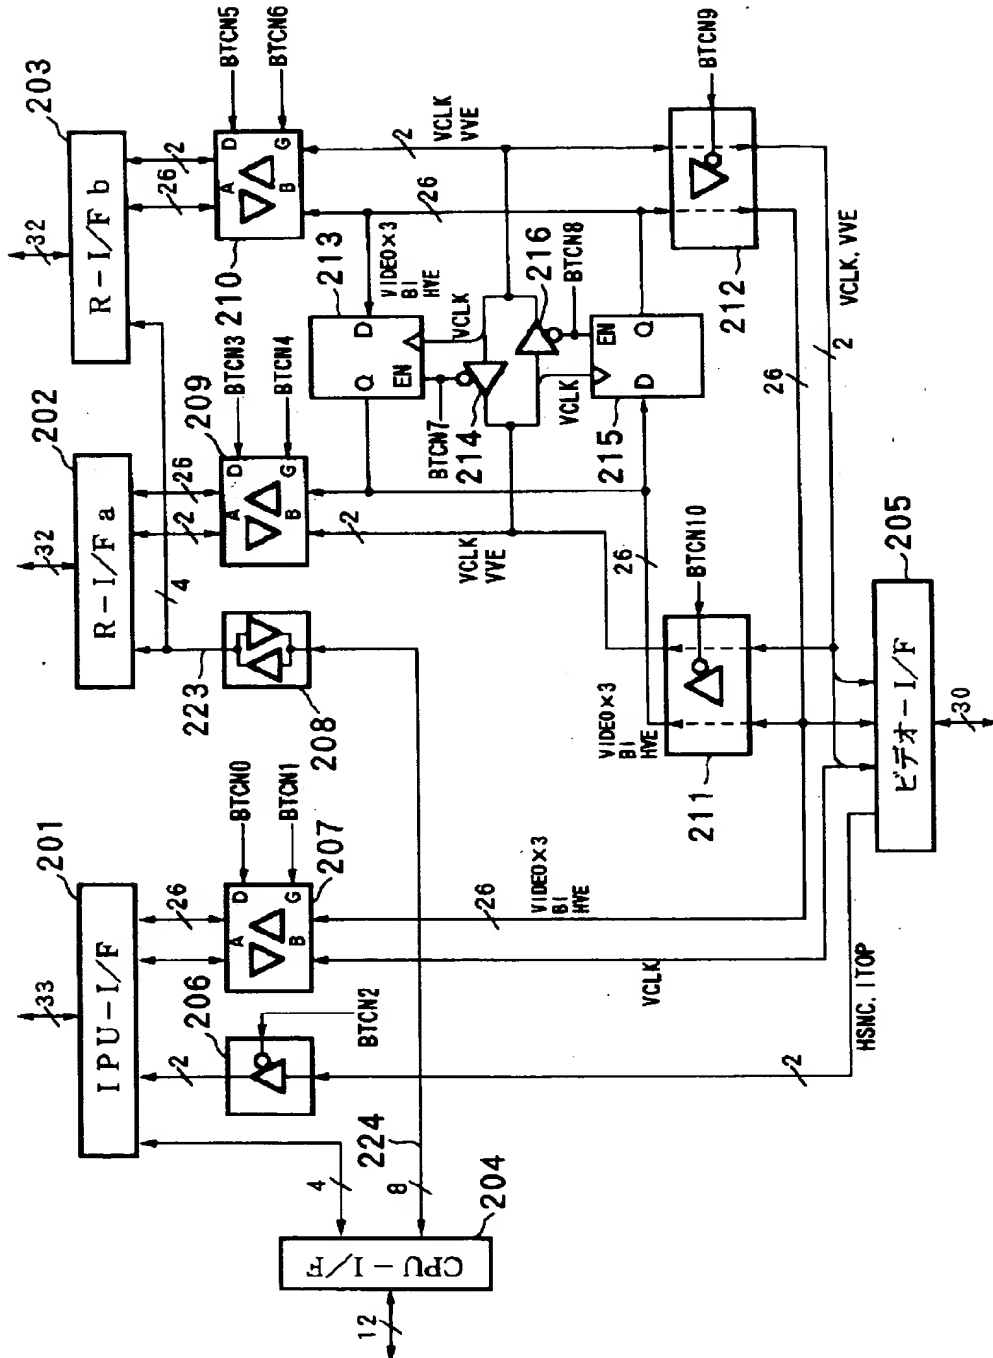 201
IPU-I/F
33
26
2
206
BTCN2
207
D
A
G
B
BTCN0
BTCN1
202
R-I/Fa
32
4
223
208
2
26
209
D
A
G
B
BTCN3
BTCN4
203
R-I/Fb
32
26
2
210
D
A
G
B
BTCN5
BTCN6
213
Q
D
EN
VIDEO×3
BI
HVE
26
2
VCLK
VVE
VCLK
BTCN7
214
216
BTCN8
VCLK
215
EN
D
Q
BTCN9
212
VCLK
VVE
2
26
BTCN10
VIDEO×3
BI
HVE
211
26
VIDEO×3
BI
HVE
VCLK
26
2
VCLK, VVE
HSNC, ITOP
2
205
ビデオ-I/F
30
4
224
8
204
CPU-I/F
12